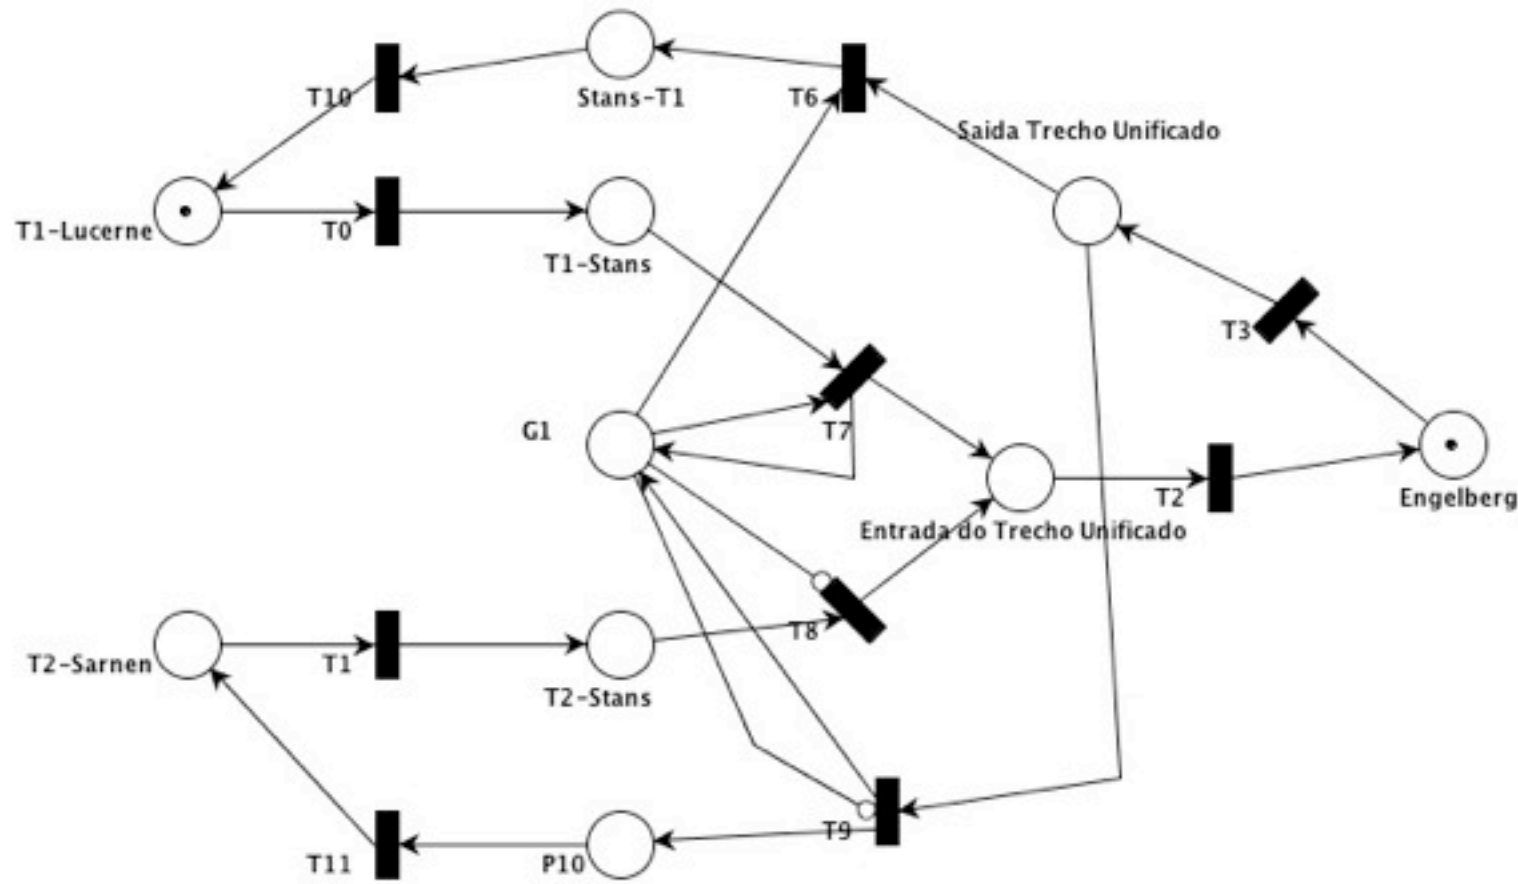 T10
Stans-T1
T6
Saida Trecho Unificado
T1-Lucerne
T0
T1-Stans
T3
G1
T7
T2
Engelberg
Entrada do Trecho Unificado
T8
T2-Sarnen
T1
T2-Stans
T9
T11
P10